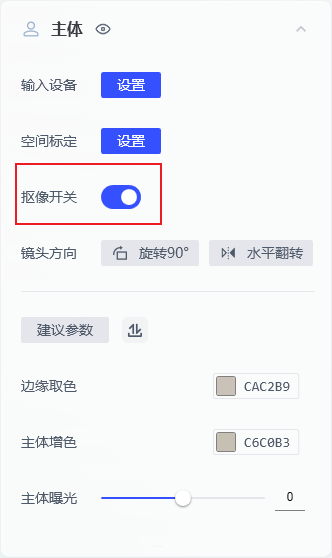 主体
输入设备 设置
空间标定 设置
抠像开关
镜头方向 旋转90° 水平翻转
建议参数
边缘取色 CAC2B9
主体增色 C6C0B3
主体曝光 0